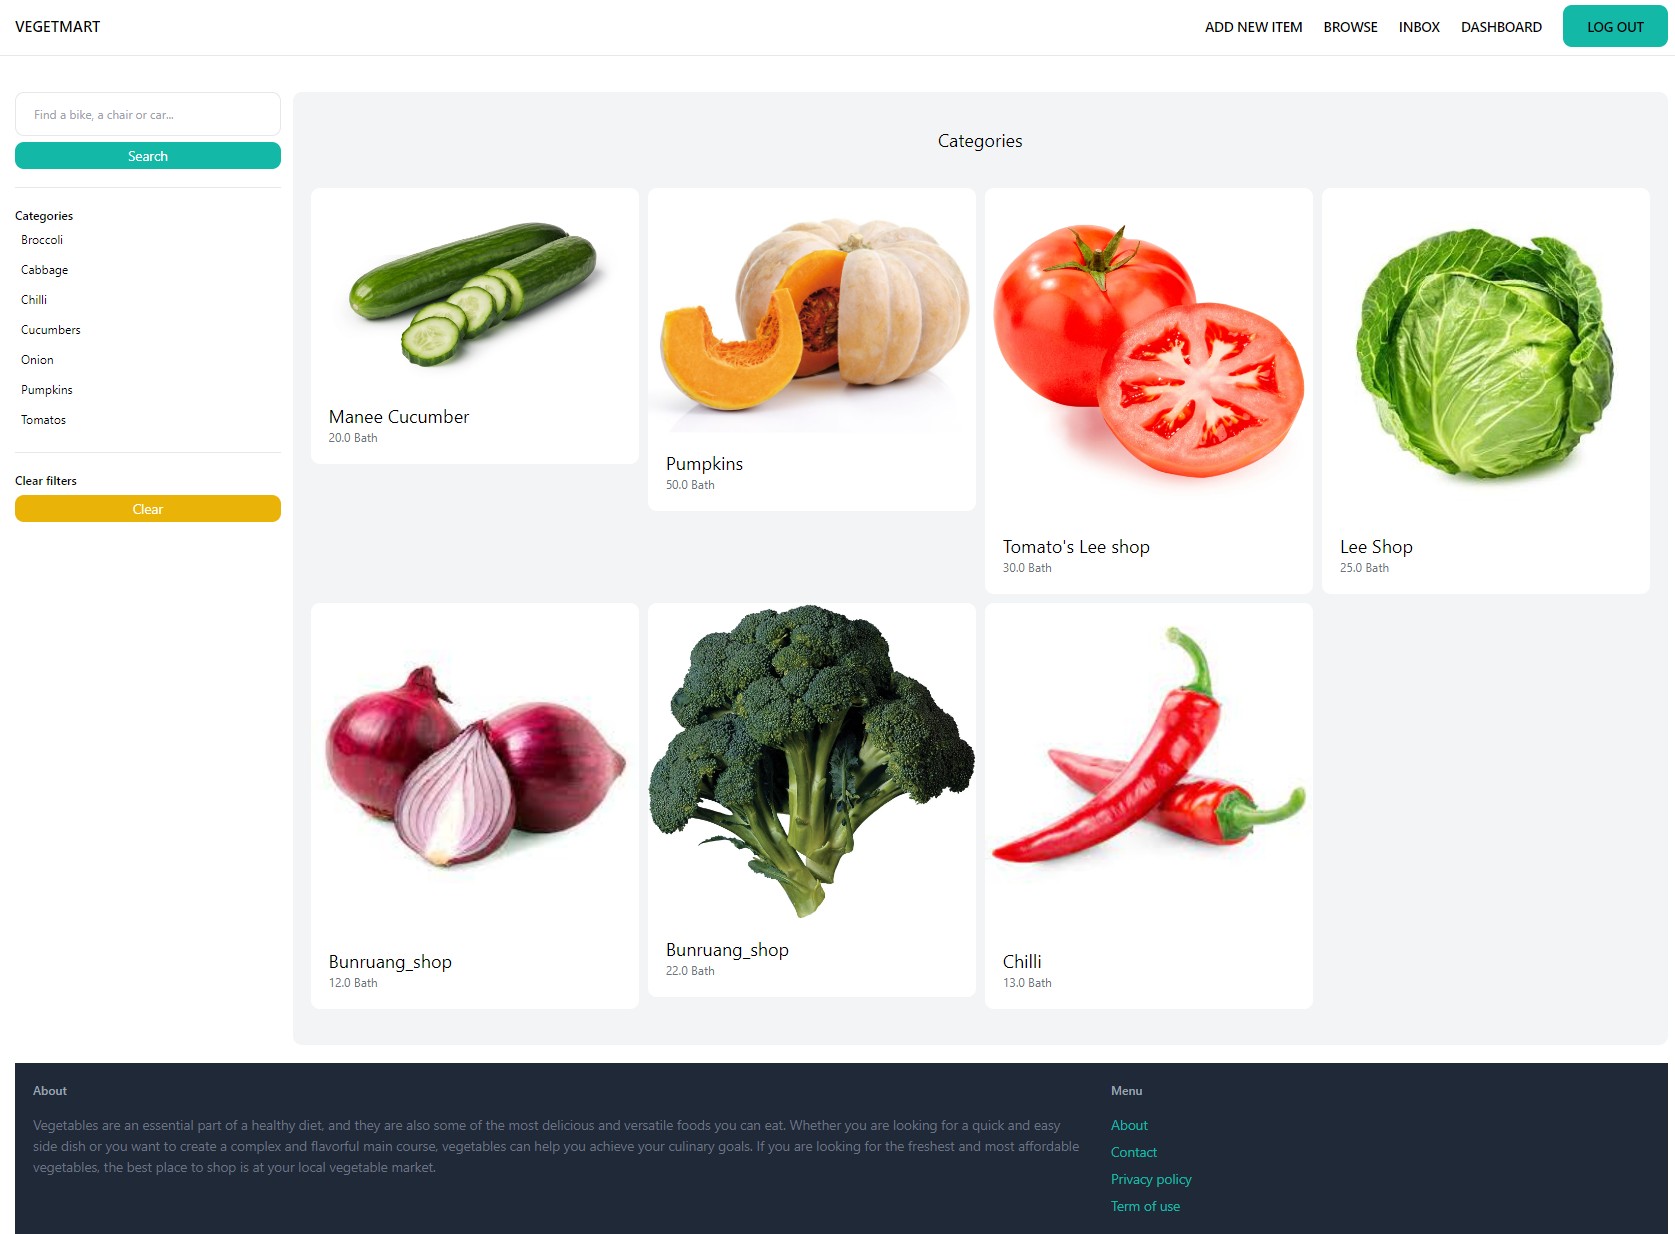 VEGETMART
ADD NEW ITEM
BROWSE
INBOX
DASHBOARD
LOG OUT
Find a bike, a chair or car...
Search
Categories
Broccoli
Cabbage
Chilli
Cucumbers
Onion
Pumpkins
Tomatos
Clear filters
Clear
Categories
Manee Cucumber
20.0 Bath
Pumpkins
50.0 Bath
Tomato's Lee shop
30.0 Bath
Lee Shop
25.0 Bath
Bunruang_shop
12.0 Bath
Bunruang_shop
22.0 Bath
Chilli
13.0 Bath
About
Vegetables are an essential part of a healthy diet, and they are also some of the most delicious and versatile foods you can eat. Whether you are looking for a quick and easy
side dish or you want to create a complex and flavorful main course, vegetables can help you achieve your culinary goals. If you are looking for the freshest and most affordable
vegetables, the best place to shop is at your local vegetable market.
Menu
About
Contact
Privacy policy
Term of use